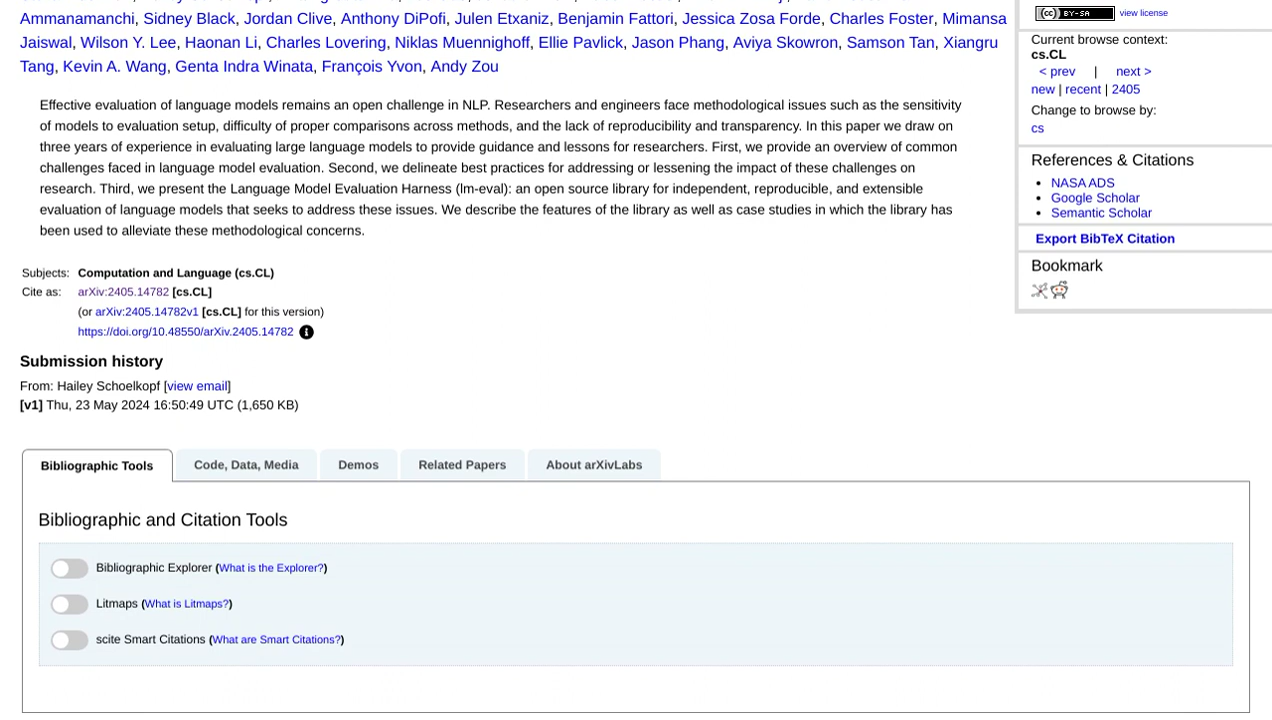 Ammanamanchi, Sidney Black, Jordan Clive, Anthony DiPofi, Julen Etxaniz, Benjamin Fattori, Jessica Zosa Forde, Charles Foster, Mimansa
Jaiswal, Wilson Y. Lee, Haonan Li, Charles Lovering, Niklas Muennighoff, Ellie Pavlick, Jason Phang, Aviya Skowron, Samson Tan, Xiangru
Tang, Kevin A. Wang, Genta Indra Winata, François Yvon, Andy Zou
Effective evaluation of language models remains an open challenge in NLP. Researchers and engineers face methodological issues such as the sensitivity
of models to evaluation setup, difficulty of proper comparisons across methods, and the lack of reproducibility and transparency. In this paper we draw on
three years of experience in evaluating large language models to provide guidance and lessons for researchers. First, we provide an overview of common
challenges faced in language model evaluation. Second, we delineate best practices for addressing or lessening the impact of these challenges on
research. Third, we present the Language Model Evaluation Harness (lm-eval): an open source library for independent, reproducible, and extensible
evaluation of language models that seeks to address these issues. We describe the features of the library as well as case studies in which the library has
been used to alleviate these methodological concerns.
Subjects: Computation and Language (cs.CL)
Cite as: arXiv:2405.14782 [cs.CL]
(or arXiv:2405.14782v1 [cs.CL] for this version)
https://doi.org/10.48550/arXiv.2405.14782
Submission history
From: Hailey Schoelkopf [view email]
[v1] Thu, 23 May 2024 16:50:49 UTC (1,650 KB)
(cc) BY-SA view license
Current browse context:
cs.CL
< prev | next >
new | recent | 2405
Change to browse by:
cs
References & Citations
NASA ADS
Google Scholar
Semantic Scholar
Export BibTeX Citation
Bookmark
Bibliographic Tools Code, Data, Media Demos Related Papers About arXivLabs
Bibliographic and Citation Tools
Bibliographic Explorer (What is the Explorer?)
Litmaps (What is Litmaps?)
scite Smart Citations (What are Smart Citations?)